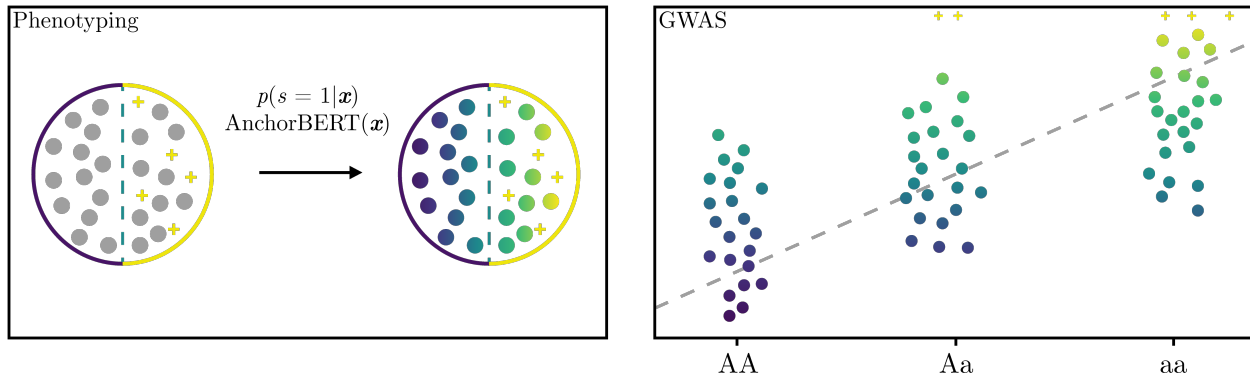 Phenotyping
p(s = 1|x)
AnchorBERT(x)
GWAS
AA
Aa
aa